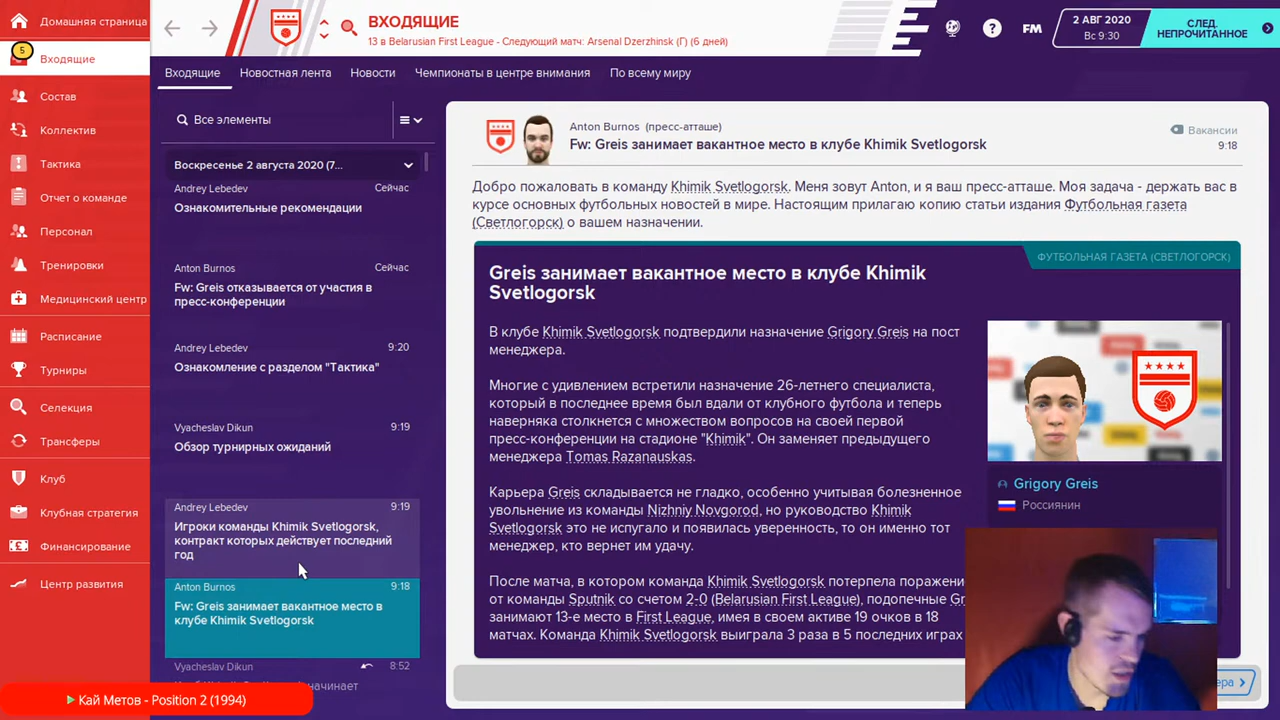 Домашняя страница
5
Входящие
Состав
Коллектив
Тактика
Отчет о команде
Персонал
Тренировки
Медицинский центр
Расписание
Турниры
Селекция
Трансферы
Клуб
Клубная стратегия
Финансирование
Центр развития
ВХОДЯЩИЕ
13 в Belarusian First League - Следующий матч: Arsenal Dzerzhinsk (Г) (6 дней)
?
FM
2 АВГ 2020
Вс 9:30
СЛЕД.
НЕПРОЧИТАННОЕ
Входящие
Новостная лента
Новости
Чемпионаты в центре внимания
По всему миру
Все элементы
Воскресенье 2 августа 2020 (7...
Andrey Lebedev
Сейчас
Ознакомительные рекомендации
Anton Burnos
Сейчас
Fw: Greis отказывается от участия в
пресс-конференции
Andrey Lebedev
9:20
Ознакомление с разделом "Тактика"
Vyacheslav Dikun
9:19
Обзор турнирных ожиданий
Andrey Lebedev
9:19
Игроки команды Khimik Svetlogorsk,
контракт которых действует последний
год
Anton Burnos
9:18
Fw: Greis занимает вакантное место в
клубе Khimik Svetlogorsk
Vyacheslav Dikun
8:52
начинает
Anton Burnos (пресс-атташе)
Вакансии
Fw: Greis занимает вакантное место в клубе Khimik Svetlogorsk
9:18
Добро пожаловать в команду Khimik Svetlogorsk. Меня зовут Anton, и я ваш пресс-атташе. Моя задача - держать вас в
курсе основных футбольных новостей в мире. Настоящим прилагаю копию статьи издания Футбольная газета
(Светлогорск) о вашем назначении.
ФУТБОЛЬНАЯ ГАЗЕТА (СВЕТЛОГОРСК)
Greis занимает вакантное место в клубе Khimik
Svetlogorsk
В клубе Khimik Svetlogorsk подтвердили назначение Grigory Greis на пост
менеджера.
Многие с удивлением встретили назначение 26-летнего специалиста,
который в последнее время был вдали от клубного футбола и теперь
наверняка столкнется с множеством вопросов на своей первой
пресс-конференции на стадионе "Khimik". Он заменяет предыдущего
менеджера Tomas Razanauskas.
Карьера Greis складывается не гладко, особенно учитывая болезненное
увольнение из команды Nizhniy Novgorod, но руководство Khimik
Svetlogorsk это не испугало и появилась уверенность, то он именно тот
менеджер, кто вернет им удачу.
После матча, в котором команда Khimik Svetlogorsk потерпела поражени
от команды Sputnik со счетом 2-0 (Belarusian First League), подопечные Gr
занимают 13-е место в First League, имея в своем активе 19 очков в 18
матчах. Команда Khimik Svetlogorsk выиграла 3 раза в 5 последних играх
Grigory Greis
Россиянин
ера
Кай Метов - Position 2 (1994)